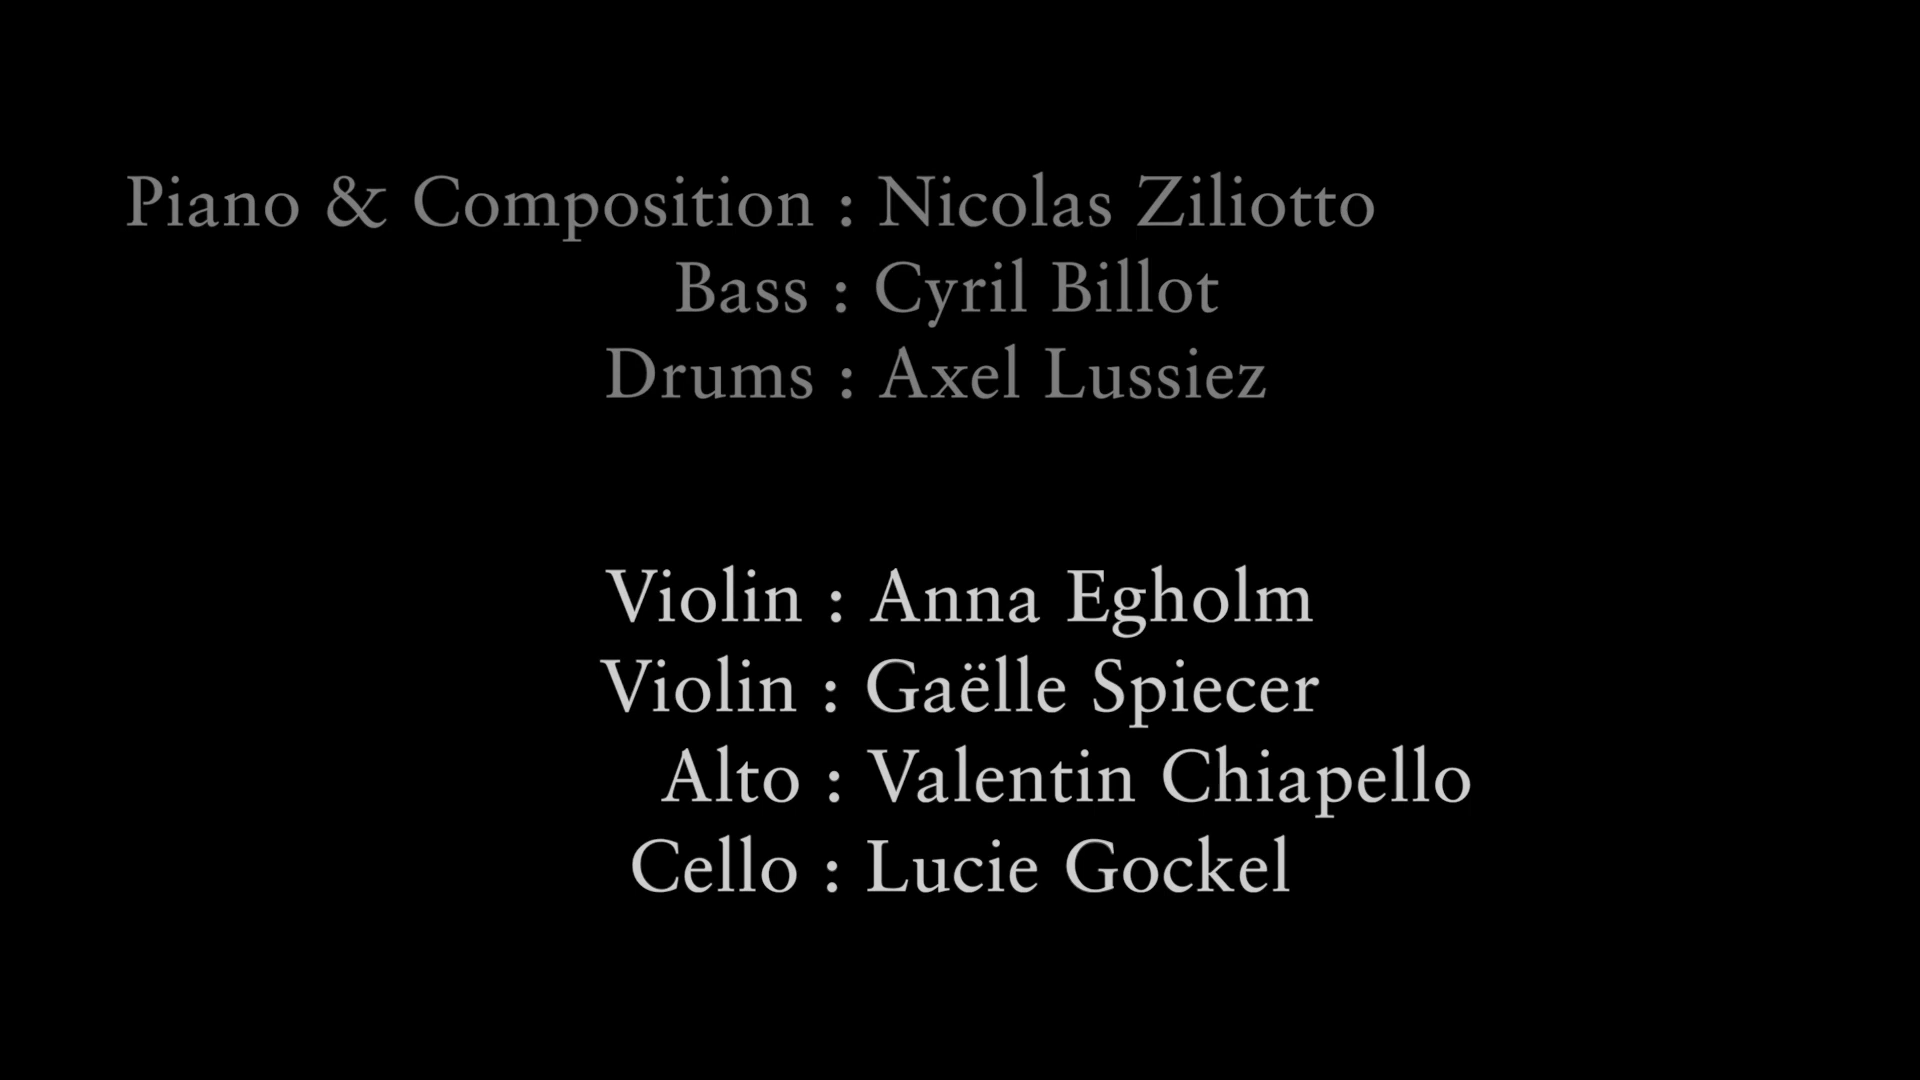 Piano & Composition : Nicolas Ziliotto
Bass : Cyril Billot
Drums : Axel Lussiez
Violin : Anna Egholm
Violin : Gaëlle Spiecer
Alto : Valentin Chiapello
Cello : Lucie Gockel